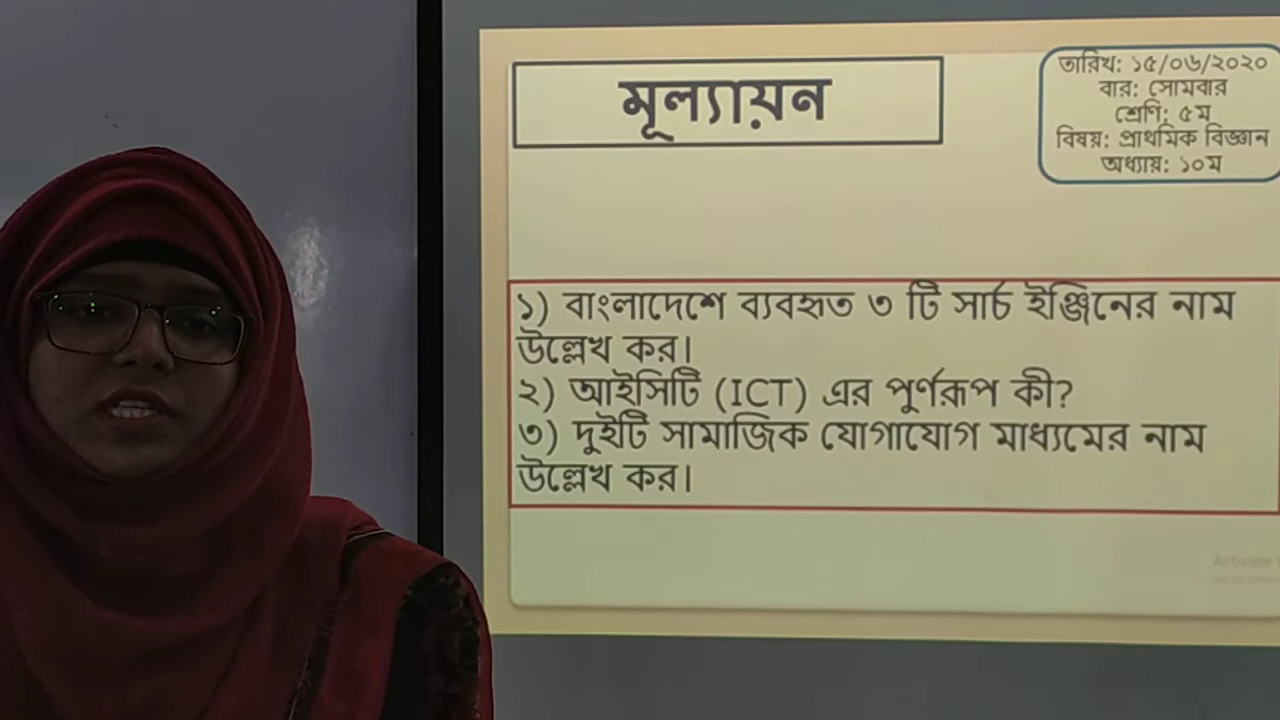 মূল্যায়ন
তারিখ: ১৫/০৬/২০২০
বার: সোমবার
শ্রেণি: ৫ম
বিষয়: প্রাথমিক বিজ্ঞান
অধ্যায়: ১০ম
১) বাংলাদেশে ব্যবহৃত ৩ টি সার্চ ইঞ্জিনের নাম
উল্লেখ কর।
২) আইসিটি (ICT) এর পুর্ণরূপ কী?
৩) দুইটি সামাজিক যোগাযোগ মাধ্যমের নাম
উল্লেখ কর।
Activate